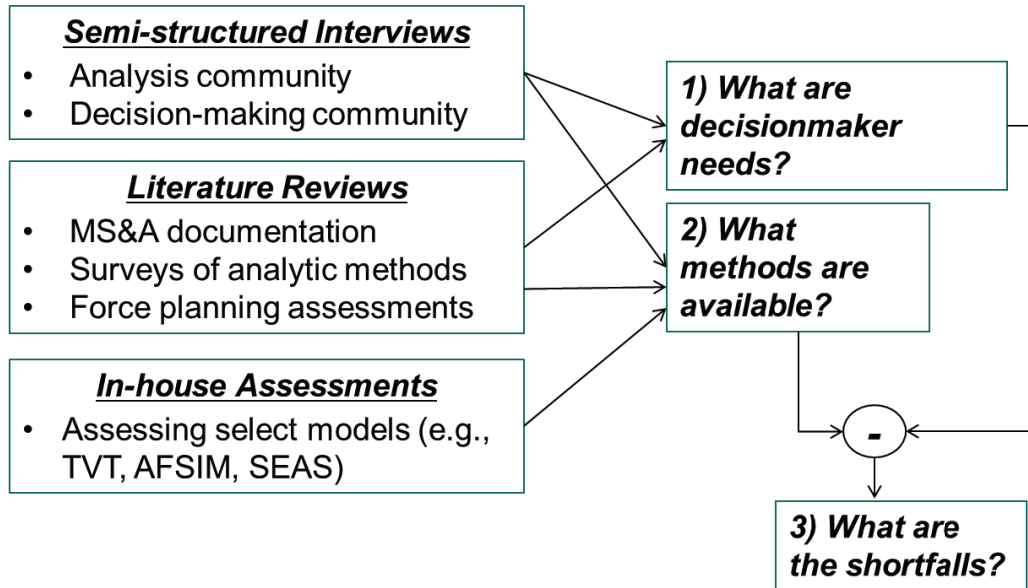 Semi-structured Interviews
• Analysis community
• Decision-making community
Literature Reviews
• MS&A documentation
• Surveys of analytic methods
• Force planning assessments
In-house Assessments
• Assessing select models (e.g.,
TVT, AFSIM, SEAS)
1) What are
decisionmaker
needs?
2) What
methods are
available?
-
3) What are
the shortfalls?